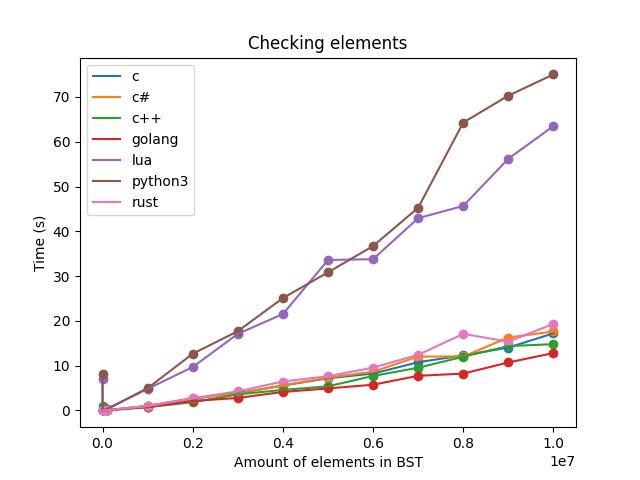 Checking elements
c
c#
c++
golang
lua
python3
rust
Time (s)
70
60
50
40
30
20
10
0
0.0 0.2 0.4 0.6 0.8 1.0
1e7
Amount of elements in BST